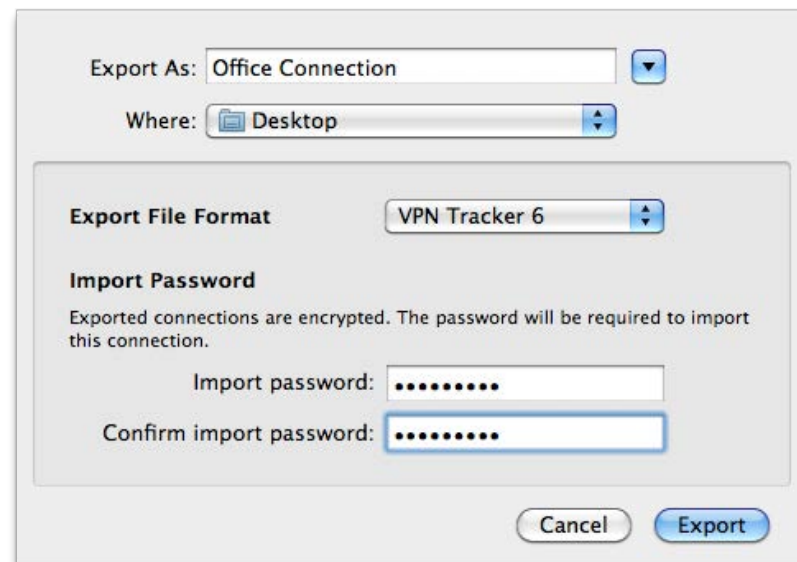 Export As: Office Connection
Where: Desktop
Export File Format VPN Tracker 6
Import Password
Exported connections are encrypted. The password will be required to import
this connection.
Import password: •••••••••
Confirm import password: •••••••••
Cancel Export